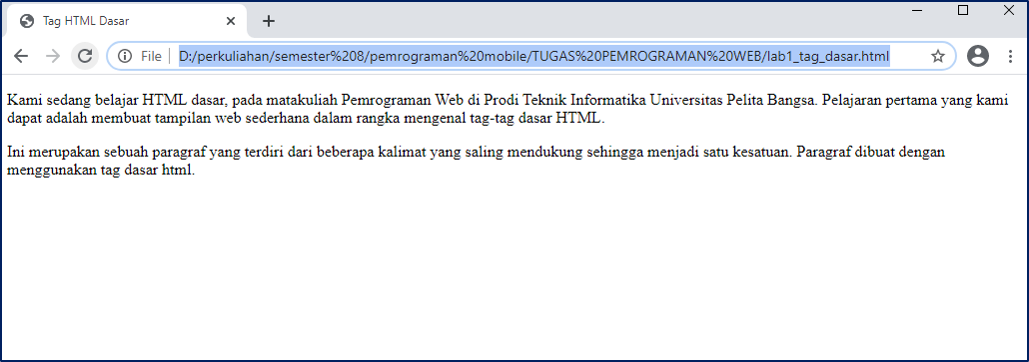 Tag HTML Dasar
File
D:/perkuliahan/semester%208/pemrograman%20mobile/TUGAS%20PEMROGRAMAN%20WEB/lab1_tag_dasar.html
Kami sedang belajar HTML dasar, pada matakuliah Pemrograman Web di Prodi Teknik Informatika Universitas Pelita Bangsa. Pelajaran pertama yang kami
dapat adalah membuat tampilan web sederhana dalam rangka mengenal tag-tag dasar HTML.
Ini merupakan sebuah paragraf yang terdiri dari beberapa kalimat yang saling mendukung sehingga menjadi satu kesatuan. Paragraf dibuat dengan
menggunakan tag dasar html.